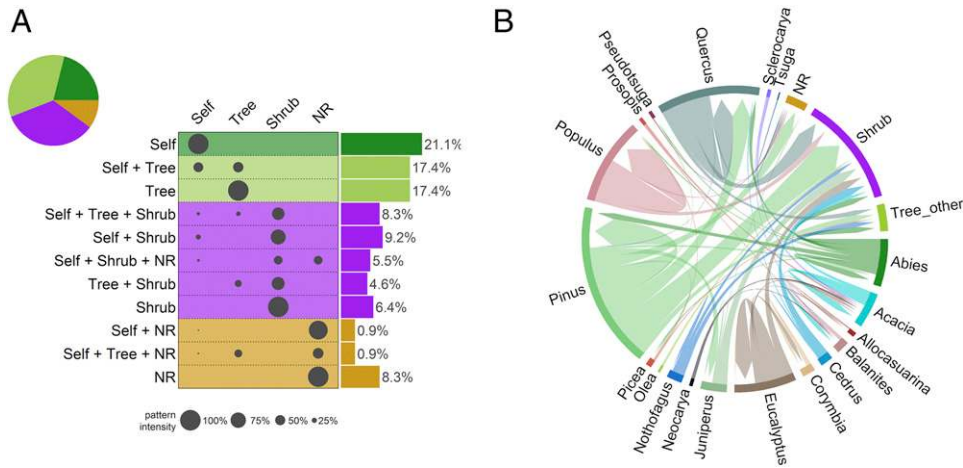 A
B
Self
Tree
Shrub
NR
Self
21.1%
Self + Tree
17.4%
Tree
17.4%
Self + Tree + Shrub
8.3%
Self + Shrub
9.2%
Self + Shrub + NR
5.5%
Tree + Shrub
4.6%
Shrub
6.4%
Self + NR
0.9%
Self + Tree + NR
0.9%
NR
8.3%
pattern
intensity
100%
75%
50%
25%
Quercus
Sclerocarya
Tsuga
NR
Shrub
Tree_other
Abies
Acacia
Allocasuarina
Balanites
Cedrus
Corymbia
Eucalyptus
Juniperus
Neocarya
Nothofagus
Olea
Picea
Pinus
Populus
Prosopis
Pseudotsuga